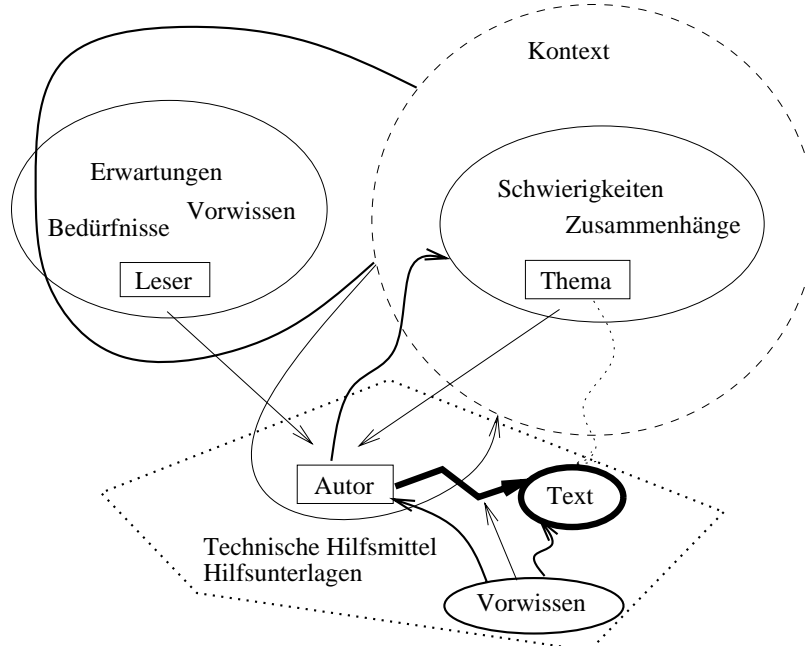 Kontext
Erwartungen
Vorwissen
Bedürfnisse
Leser
Schwierigkeiten
Zusammenhänge
Thema
Autor
Text
Technische Hilfsmittel
Hilfsunterlagen
Vorwissen